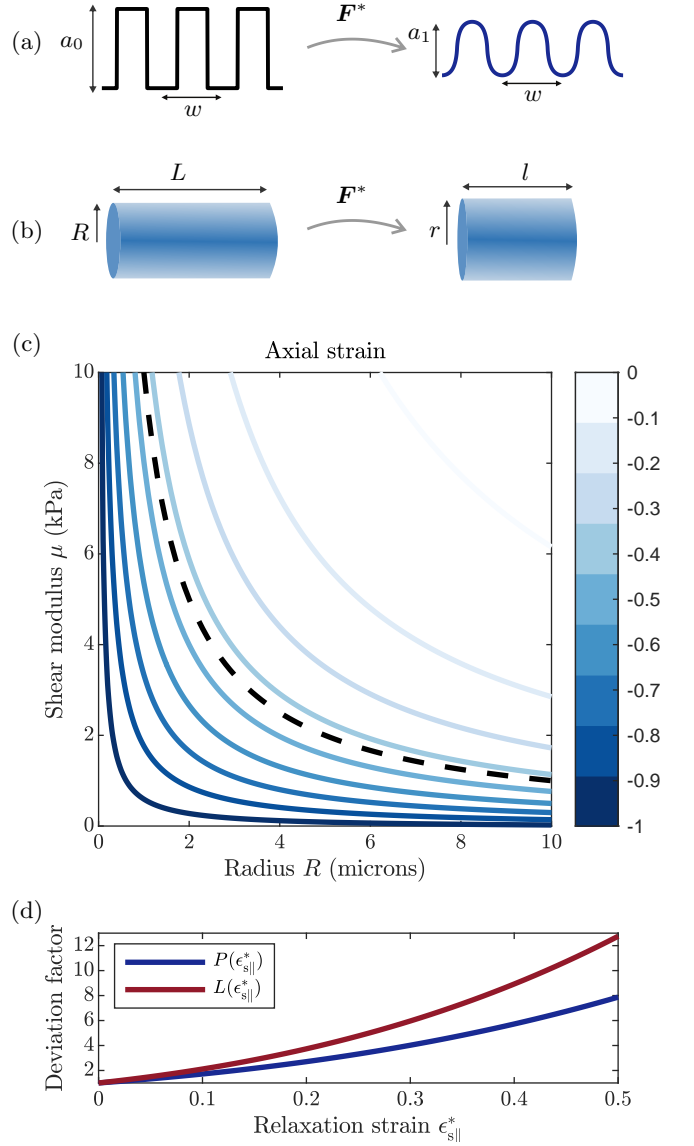 (a) a₀ w F* a₁ w
(b) L R F* l r
(c)
Axial strain
10 0
-0.1
8 -0.2
-0.3
6 -0.4
-0.5
4 -0.6
-0.7
2 -0.8
-0.9
0 -1
Shear modulus μ (kPa)
0 2 4 6 8 10
Radius R (microns)
(d)
12
10
8
6
4
2
Deviation factor
P(ϵ*s∥)
L(ϵ*s∥)
0 0.1 0.2 0.3 0.4 0.5
Relaxation strain ϵ*s∥